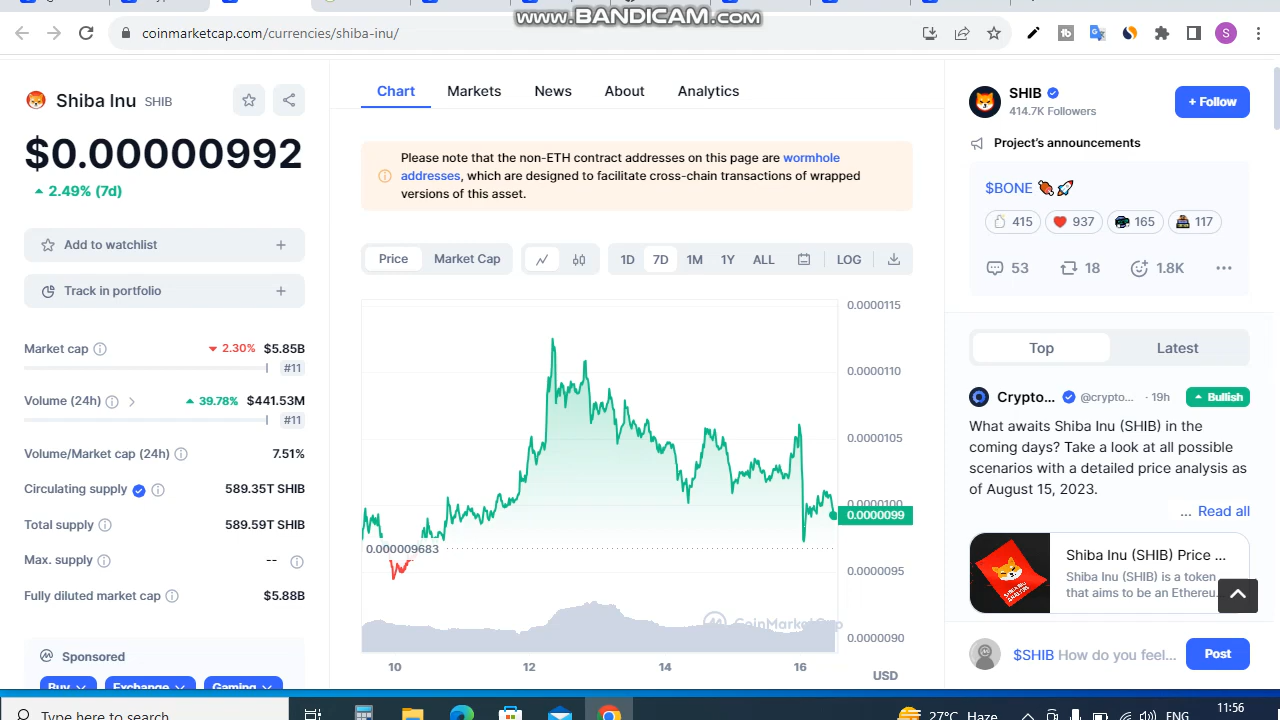 www.BANDICAM.com
coinmarketcap.com/currencies/shiba-inu/
S
Shiba Inu SHIB
$0.00000992
2.49% (7d)
Add to watchlist +
Track in portfolio +
Market cap 2.30% $5.85B
#11
Volume (24h) 39.78% $441.53M
#11
Volume/Market cap (24h) 7.51%
Circulating supply 589.35T SHIB
Total supply 589.59T SHIB
Max. supply --
Fully diluted market cap $5.88B
Sponsored
Buy Exchange Gaming
Chart Markets News About Analytics
Please note that the non-ETH contract addresses on this page are wormhole
addresses, which are designed to facilitate cross-chain transactions of wrapped
versions of this asset.
Price Market Cap 1D 7D 1M 1Y ALL LOG
0.0000115
0.0000110
0.0000105
0.0000100
0.0000099
0.000009683
0.0000095
0.0000090
CoinMarketCap
10 12 14 16
USD
SHIB
414.7K Followers
+ Follow
Project's announcements
$BONE
415 937 165 117
53 18 1.8K
Top Latest
Crypto... @crypto... · 19h Bullish
What awaits Shiba Inu (SHIB) in the
coming days? Take a look at all possible
scenarios with a detailed price analysis as
of August 15, 2023.
... Read all
Shiba Inu (SHIB) Price ...
Shiba Inu (SHIB) is a token
that aims to be an Ethereu...
$SHIB How do you feel... Post
Type here to search
27°C Haze
ENG
11:56